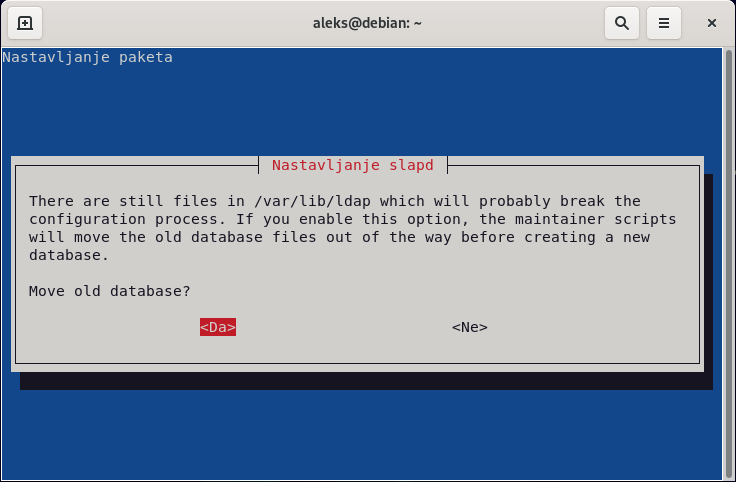 aleks@debian: ~
Nastavljanje paketa
Nastavljanje slapd
There are still files in /var/lib/ldap which will probably break the
configuration process. If you enable this option, the maintainer scripts
will move the old database files out of the way before creating a new
database.
Move old database?
<Da> <Ne>